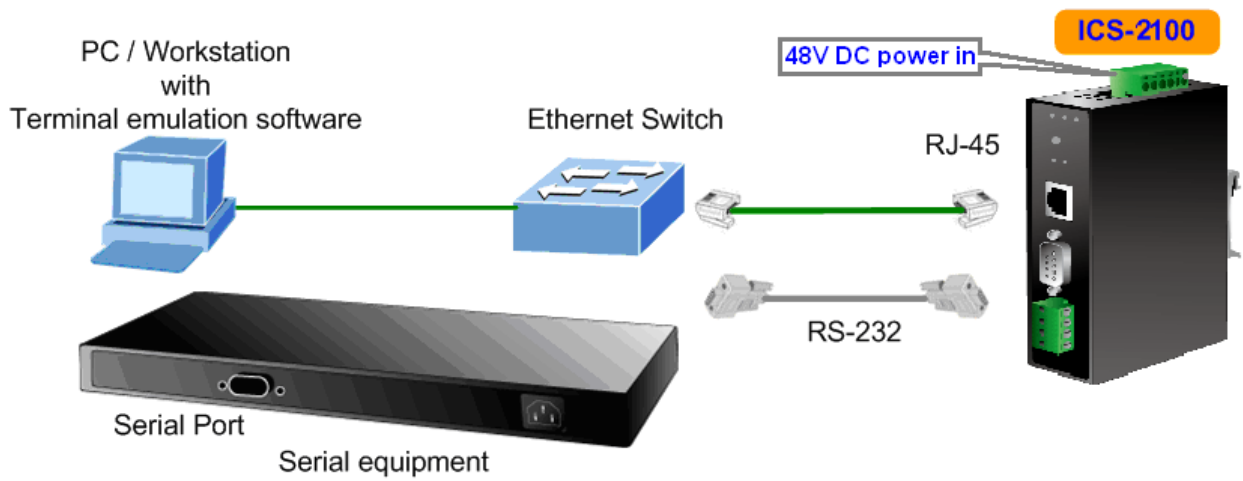 ICS-2100
PC / Workstation
with
Terminal emulation software
48V DC power in
Ethernet Switch
RJ-45
RS-232
Serial Port
Serial equipment